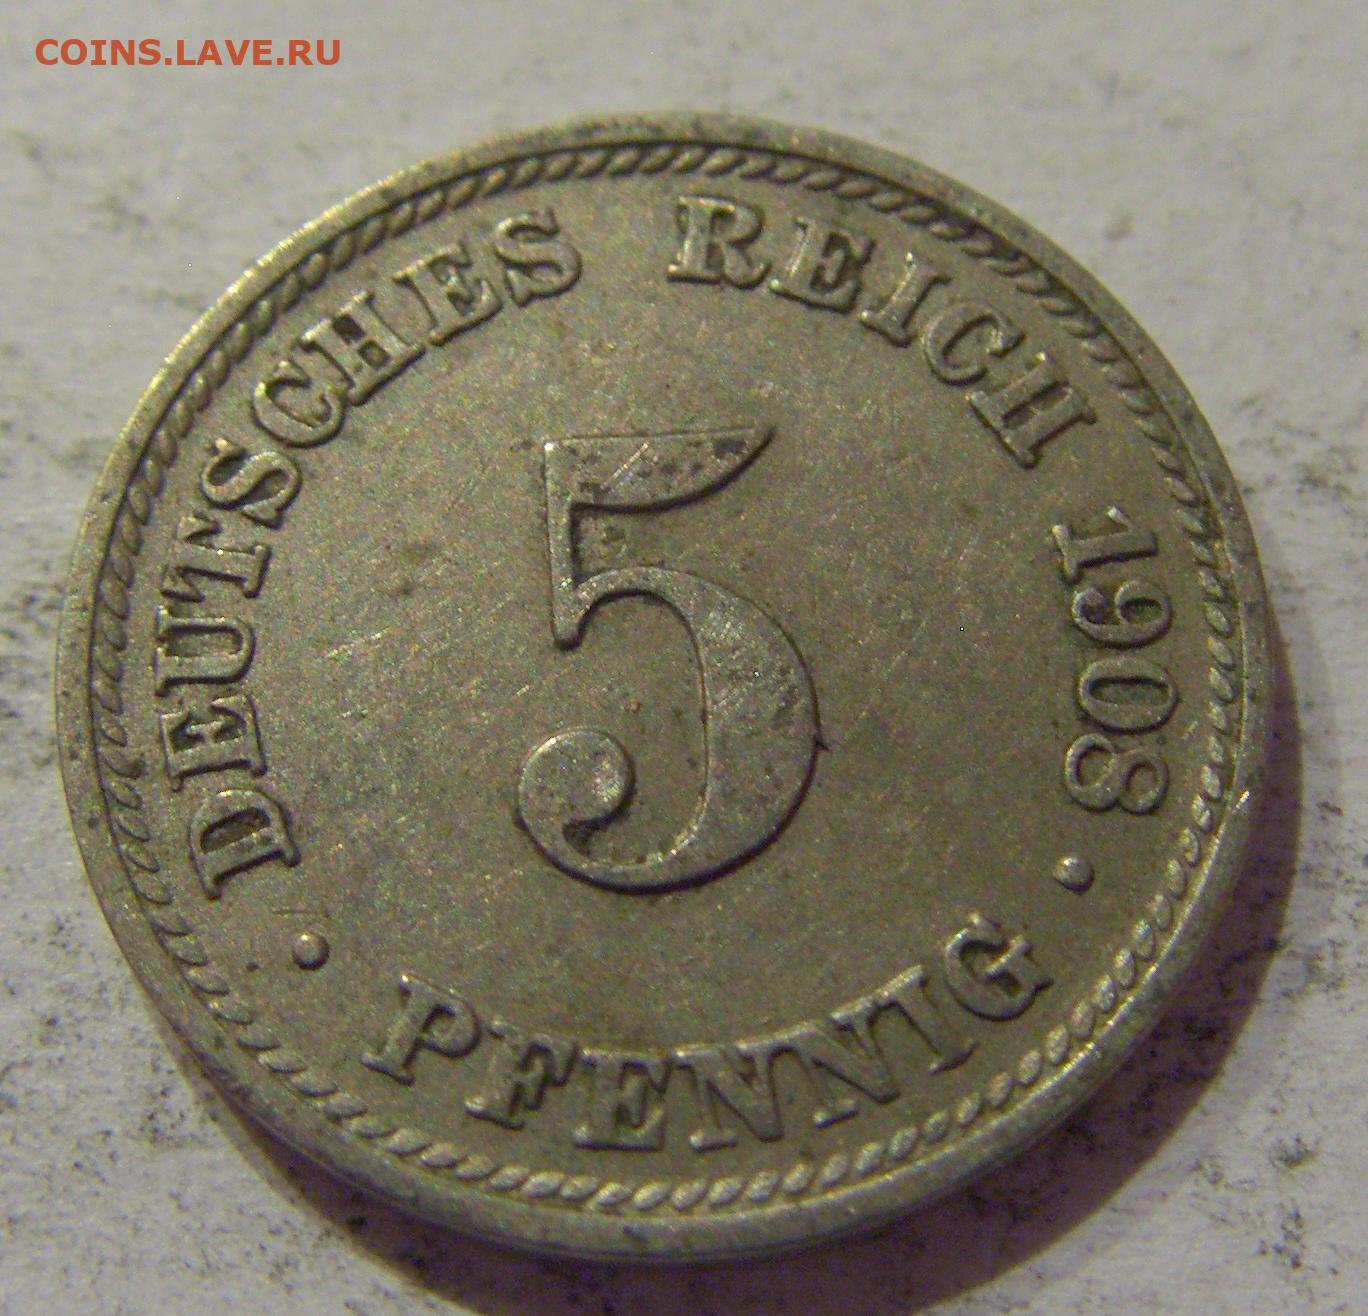 COINS.LAVE.RU
DEUTSCHES REICH 1908
5
PFENNIG